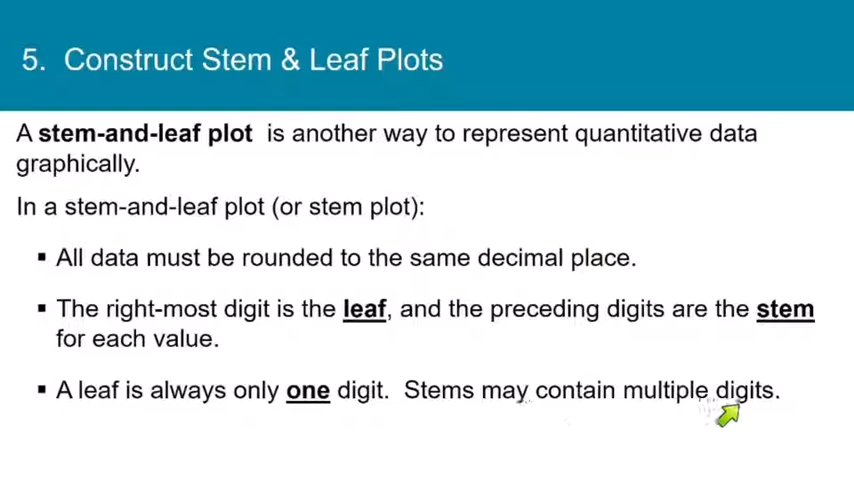 5. Construct Stem & Leaf Plots
A stem-and-leaf plot is another way to represent quantitative data
graphically.
In a stem-and-leaf plot (or stem plot):
▪ All data must be rounded to the same decimal place.
▪ The right-most digit is the leaf, and the preceding digits are the stem
for each value.
▪ A leaf is always only one digit. Stems may contain multiple digits.